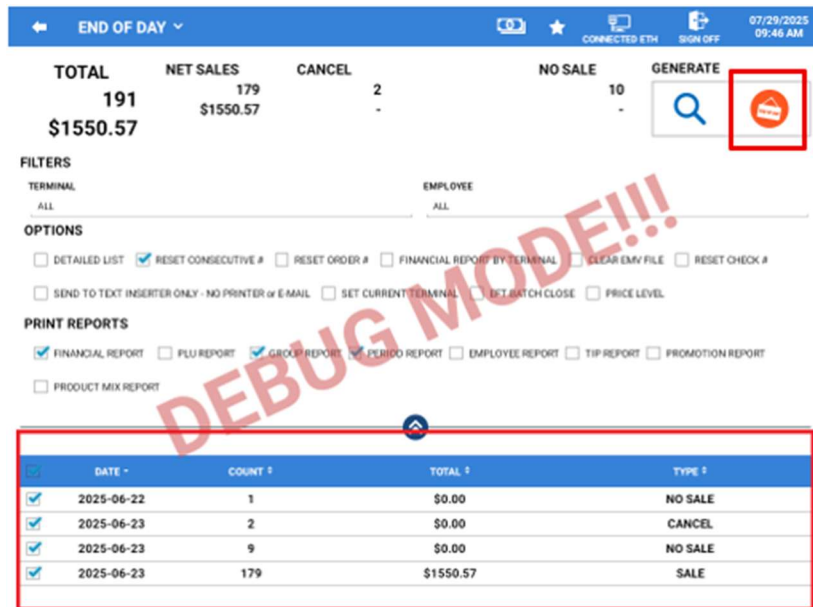 END OF DAY
CONNECTED ETH
SIGN OFF
07/29/2025
09:46 AM
TOTAL
191
$1550.57
NET SALES
179
$1550.57
CANCEL
2
-
NO SALE
10
-
GENERATE
FILTERS
TERMINAL
ALL
EMPLOYEE
ALL
OPTIONS
DETAILED LIST RESET CONSECUTIVE # RESET ORDER # FINANCIAL REPORT BY TERMINAL CLEAR EMV FILE RESET CHECK #
SEND TO TEXT INSERTER ONLY - NO PRINTER or E-MAIL SET CURRENT TERMINAL EFT BATCH CLOSE PRICE LEVEL
PRINT REPORTS
FINANCIAL REPORT PLU REPORT GROUP REPORT PERIOD REPORT EMPLOYEE REPORT TIP REPORT PROMOTION REPORT
PRODUCT MIX REPORT
DEBUG MODE!!!
DATE COUNT TOTAL TYPE
2025-06-22 1 $0.00 NO SALE
2025-06-23 2 $0.00 CANCEL
2025-06-23 9 $0.00 NO SALE
2025-06-23 179 $1550.57 SALE